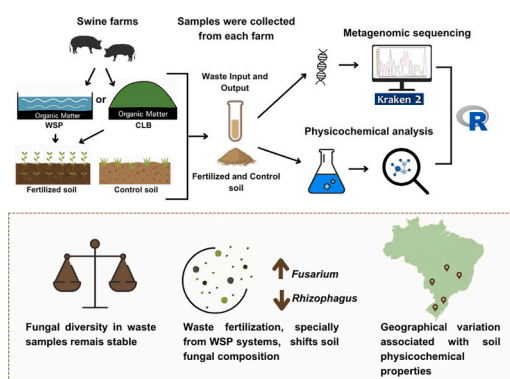 Swine farms
Samples were collected
from each farm
Metagenomic sequencing
Waste Input and
Output
Kraken 2
or
Organic Matter
WSP
Organic Matter
CLB
R
Physicochemical analysis
Fertilized soil
Control soil
Fertilized and Control
soil
Fusarium
Rhizophagus
Fungal diversity in waste
samples remais stable
Waste fertilization, specially
from WSP systems, shifts soil
fungal composition
Geographical variation
associated with soil
physicochemical
properties